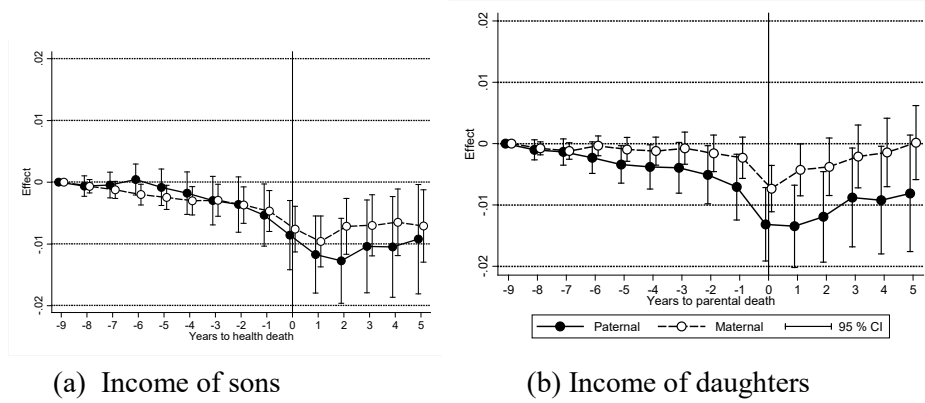 .02
.01
0
-.01
-.02
Effect
-9 -8 -7 -6 -5 -4 -3 -2 -1 0 1 2 3 4 5
Years to health death
(a) Income of sons
.02
.01
0
-.01
-.02
Effect
-9 -8 -7 -6 -5 -4 -3 -2 -1 0 1 2 3 4 5
Years to parental death
Paternal Maternal 95 % CI
(b) Income of daughters